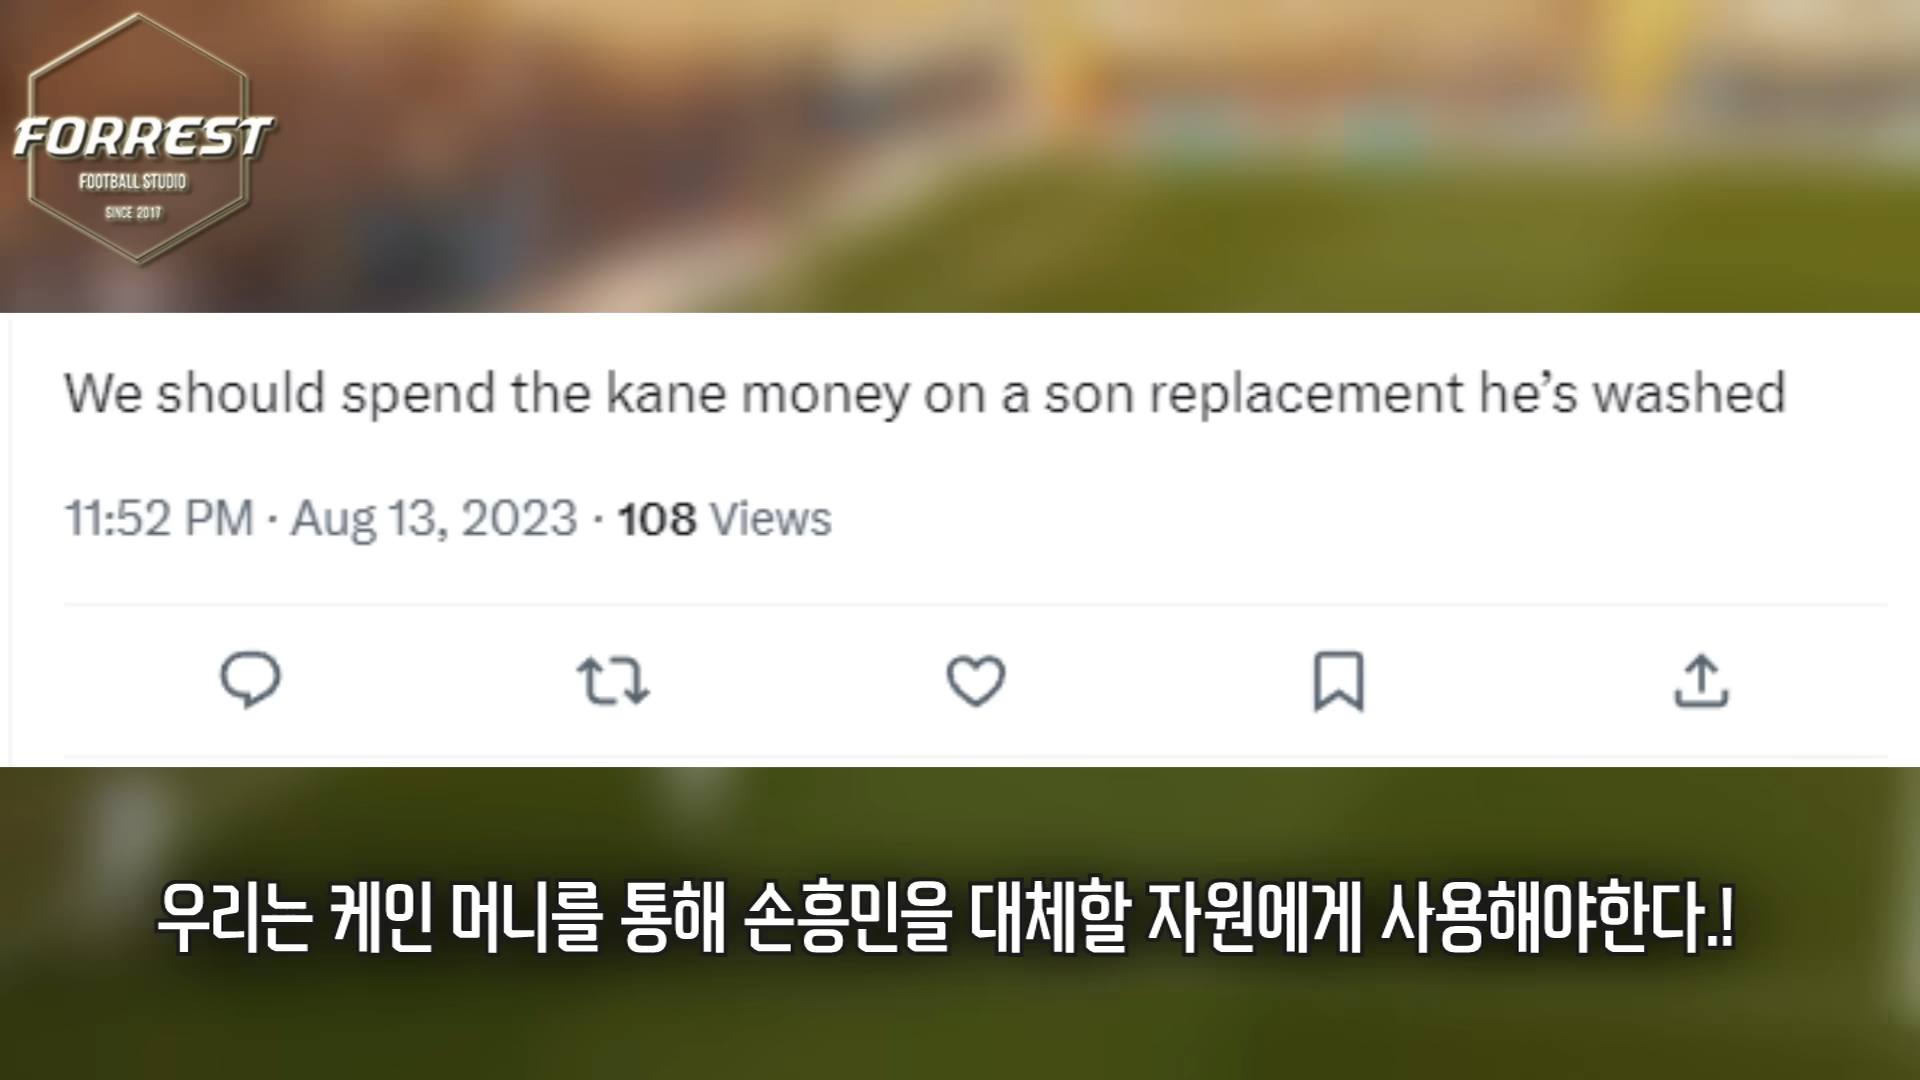 FORREST
FOOTBALL STUDIO
SINCE 2017
We should spend the kane money on a son replacement he’s washed
11:52 PM · Aug 13, 2023 · 108 Views
우리는 케인 머니를 통해 손흥민을 대체할 자원에게 사용해야한다.!